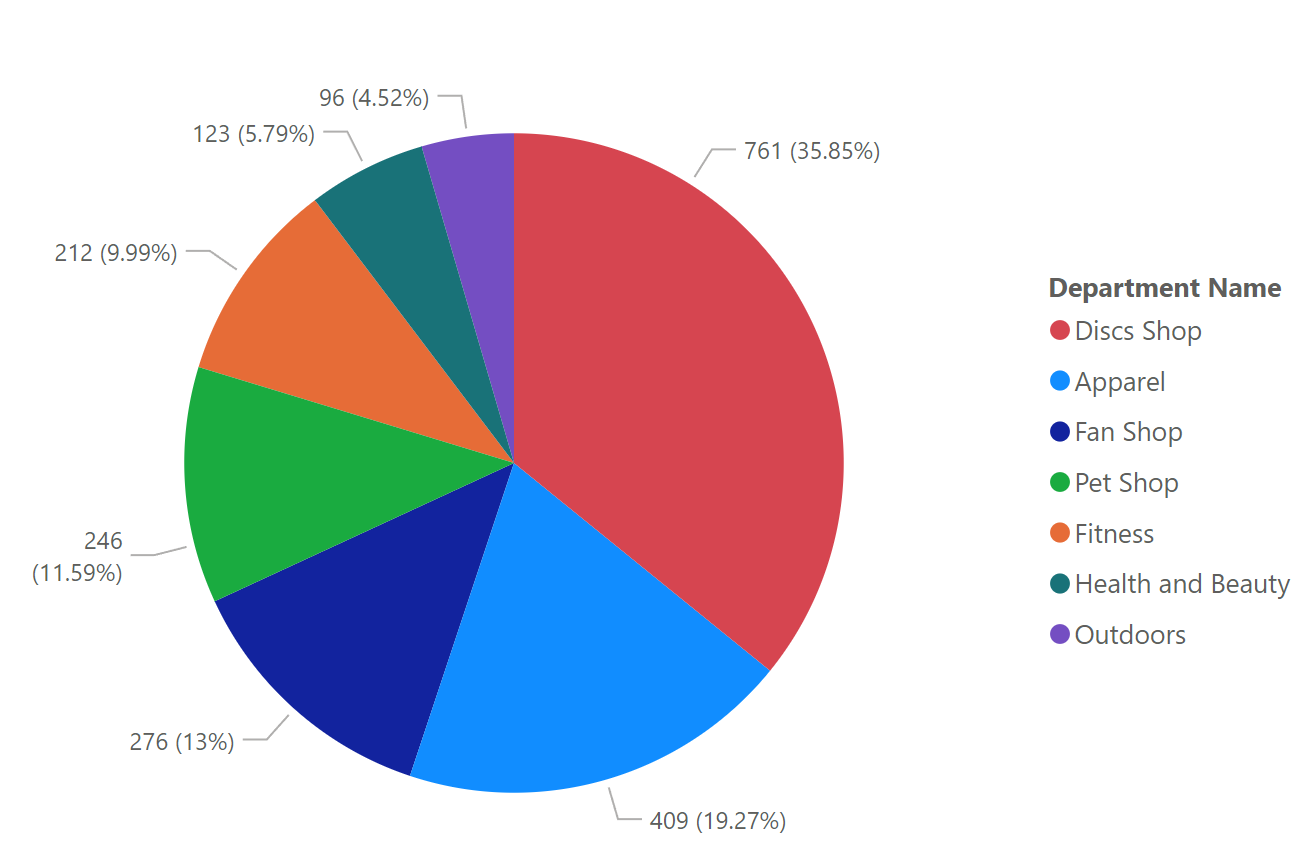 96 (4.52%)
123 (5.79%)
761 (35.85%)
212 (9.99%)
246
(11.59%)
276 (13%)
409 (19.27%)
Department Name
Discs Shop
Apparel
Fan Shop
Pet Shop
Fitness
Health and Beauty
Outdoors